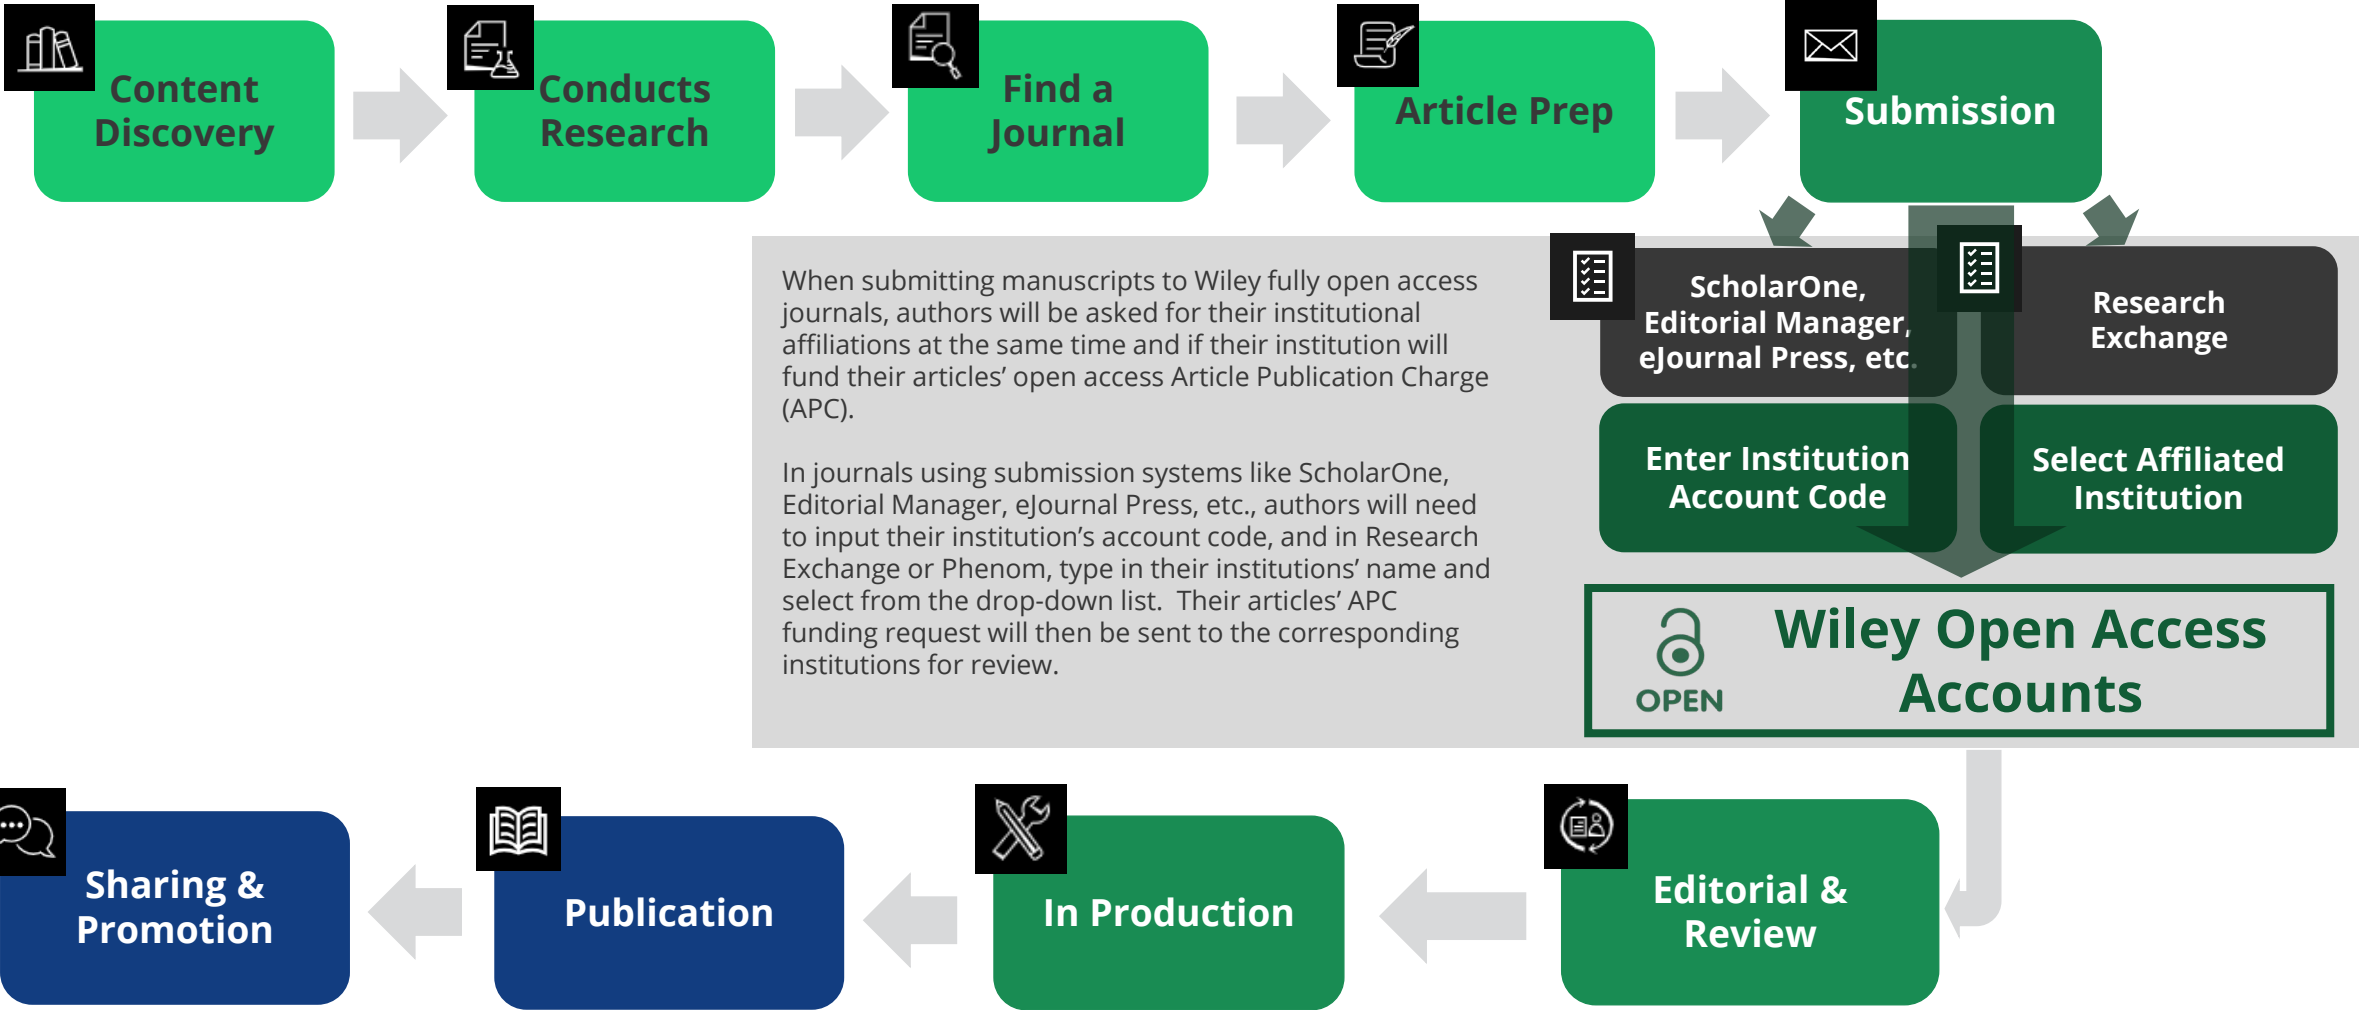 Content
Discovery
Conducts
Research
Find a
Journal
Article Prep
Submission
When submitting manuscripts to Wiley fully open access
journals, authors will be asked for their institutional
affiliations at the same time and if their institution will
fund their articles’ open access Article Publication Charge
(APC).
In journals using submission systems like ScholarOne,
Editorial Manager, eJournal Press, etc., authors will need
to input their institution’s account code, and in Research
Exchange or Phenom, type in their institutions’ name and
select from the drop-down list.  Their articles’ APC
funding request will then be sent to the corresponding
institutions for review.
ScholarOne,
Editorial Manager,
eJournal Press, etc.
Research
Exchange
Enter Institution
Account Code
Select Affiliated
Institution
OPEN
Wiley Open Access
Accounts
Sharing &
Promotion
Publication
In Production
Editorial &
Review